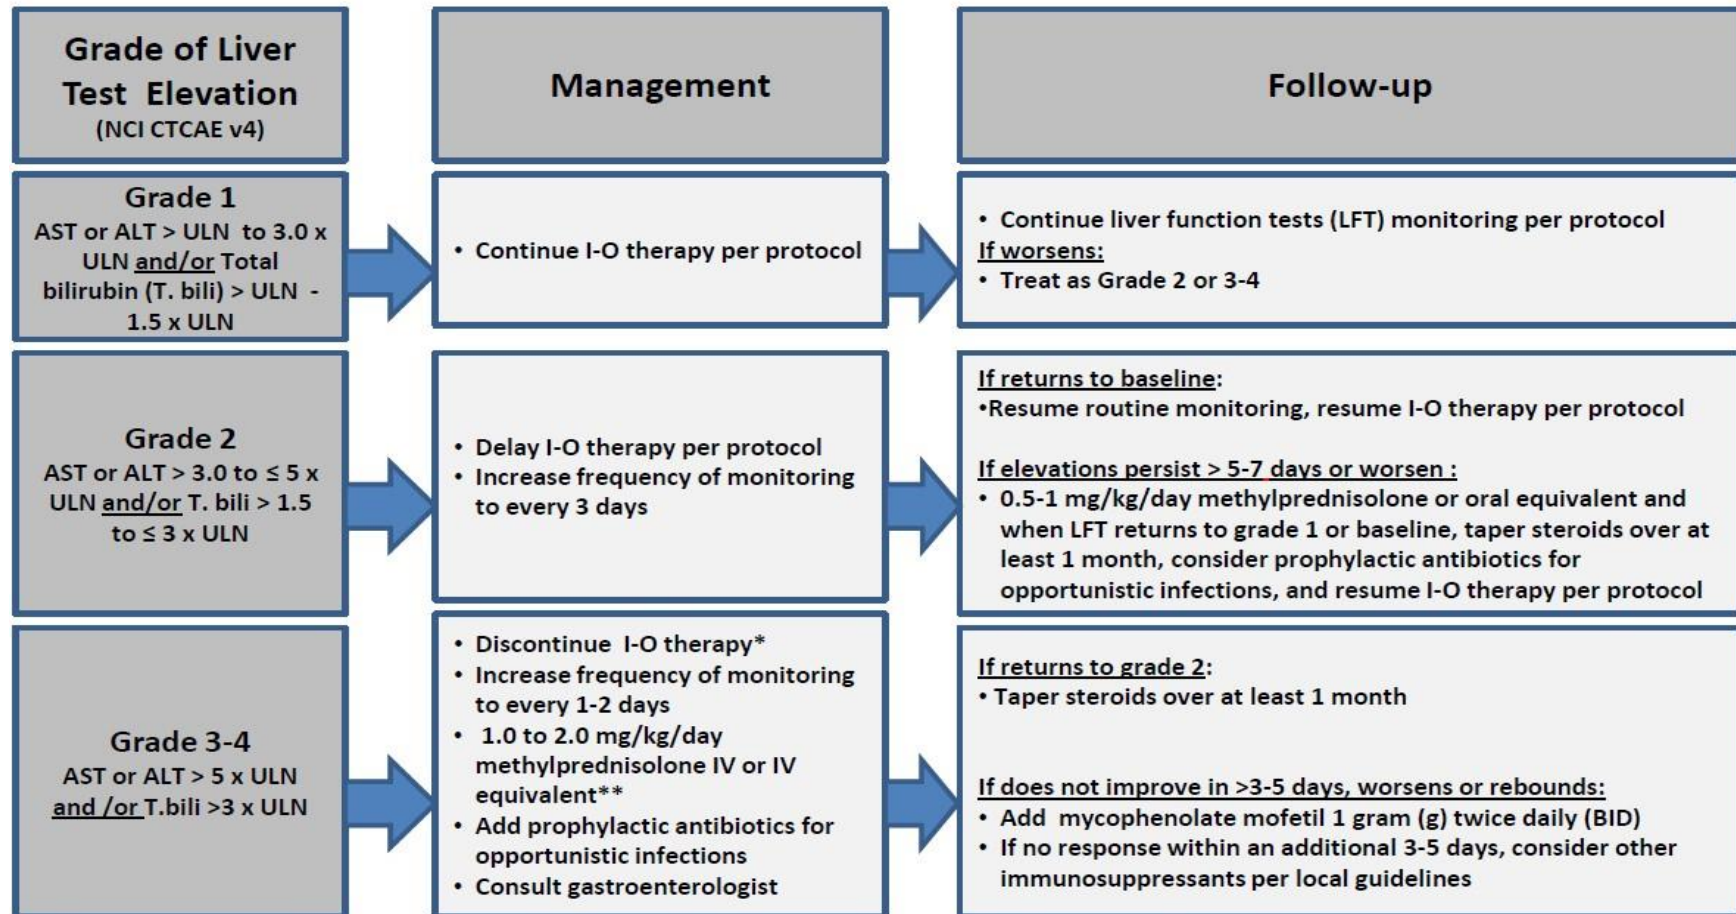 Grade of Liver
Test Elevation
(NCI CTCAE v4)
Management
Follow-up
Grade 1
AST or ALT > ULN to 3.0 x
ULN and/or Total
bilirubin (T. bili) > ULN -
1.5 x ULN
• Continue I-O therapy per protocol
• Continue liver function tests (LFT) monitoring per protocol
If worsens:
• Treat as Grade 2 or 3-4
Grade 2
AST or ALT > 3.0 to ≤ 5 x
ULN and/or T. bili > 1.5
to ≤ 3 x ULN
• Delay I-O therapy per protocol
• Increase frequency of monitoring
to every 3 days
If returns to baseline:
•Resume routine monitoring, resume I-O therapy per protocol
If elevations persist > 5-7 days or worsen :
• 0.5-1 mg/kg/day methylprednisolone or oral equivalent and
when LFT returns to grade 1 or baseline, taper steroids over at
least 1 month, consider prophylactic antibiotics for
opportunistic infections, and resume I-O therapy per protocol
Grade 3-4
AST or ALT > 5 x ULN
and /or T.bili >3 x ULN
• Discontinue I-O therapy*
• Increase frequency of monitoring
to every 1-2 days
• 1.0 to 2.0 mg/kg/day
methylprednisolone IV or IV
equivalent**
• Add prophylactic antibiotics for
opportunistic infections
• Consult gastroenterologist
If returns to grade 2:
• Taper steroids over at least 1 month
If does not improve in >3-5 days, worsens or rebounds:
• Add mycophenolate mofetil 1 gram (g) twice daily (BID)
• If no response within an additional 3-5 days, consider other
immunosuppressants per local guidelines